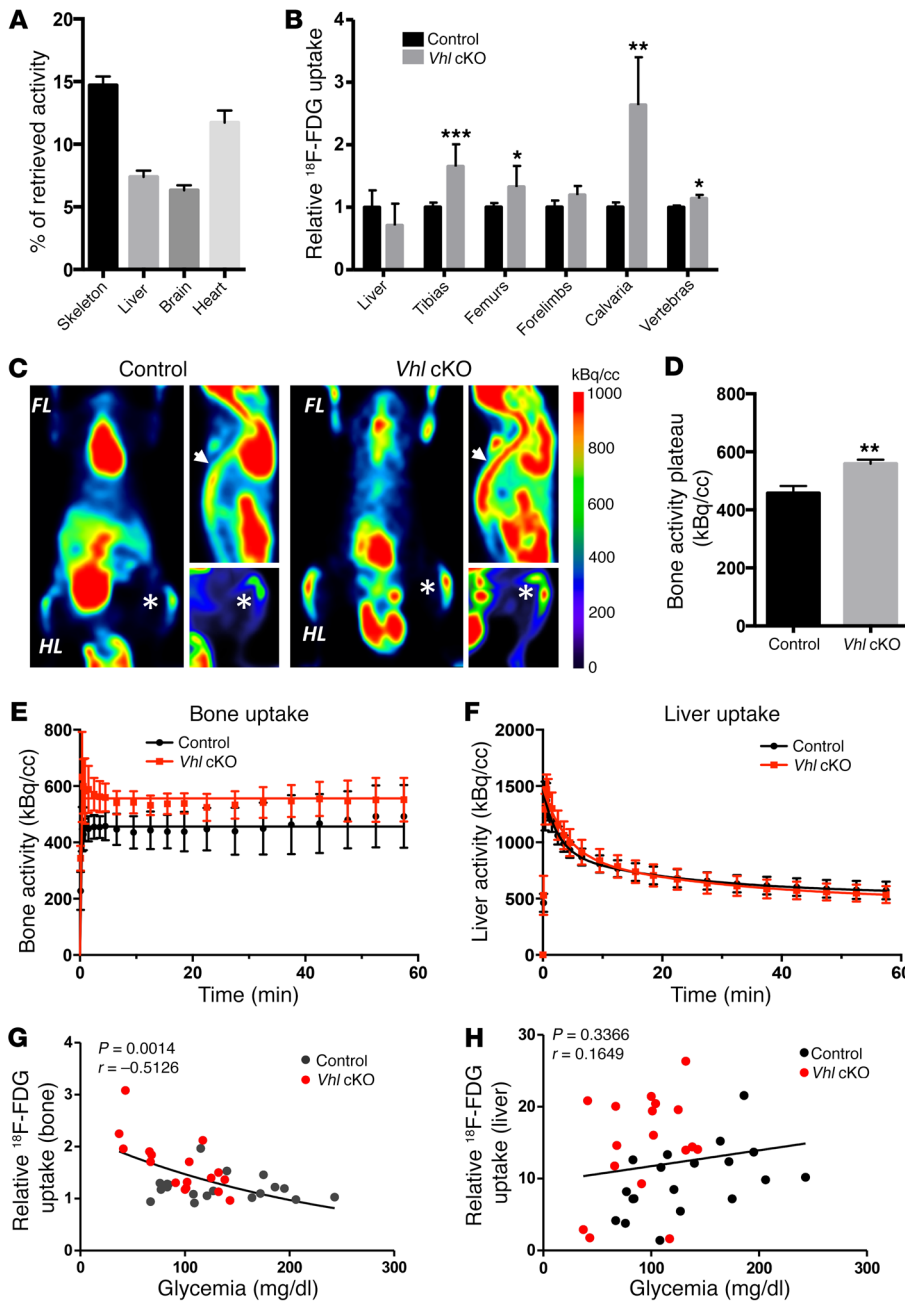 A
20
15
10
5
0
% of retrieved activity
Skeleton
Liver
Brain
Heart
B
4
3
2
1
0
Relative ¹⁸F-FDG uptake
Control
Vhl cKO
***
*
**
*
Liver
Tibias
Femurs
Forelimbs
Calvaria
Vertebras
C
Control
Vhl cKO
FL
HL
*
*
FL
HL
*
*
kBq/cc
1000
800
600
400
200
0
D
800
600
400
200
0
Bone activity plateau
(kBq/cc)
**
Control
Vhl cKO
E
Bone uptake
Control
Vhl cKO
800
600
400
200
0
Bone activity (kBq/cc)
0
20
40
60
Time (min)
F
Liver uptake
Control
Vhl cKO
2000
1500
1000
500
0
Liver activity (kBq/cc)
0
20
40
60
Time (min)
G
P = 0.0014
r = –0.5126
Control
Vhl cKO
4
3
2
1
0
Relative ¹⁸F-FDG
uptake (bone)
0
100
200
300
Glycemia (mg/dl)
H
P = 0.3366
r = 0.1649
Control
Vhl cKO
30
20
10
0
Relative ¹⁸F-FDG
uptake (liver)
0
100
200
300
Glycemia (mg/dl)